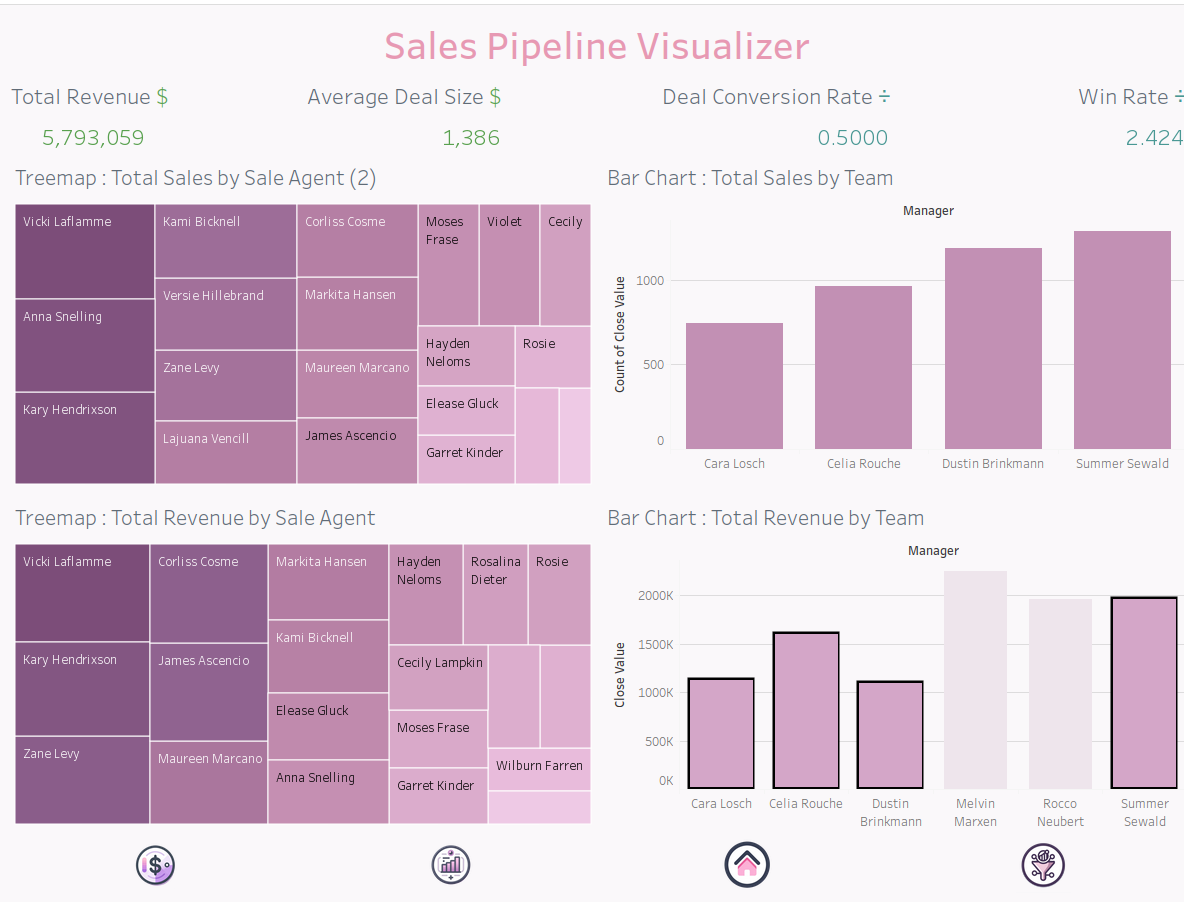 Sales Pipeline Visualizer
Total Revenue $
Average Deal Size $
Deal Conversion Rate ÷
Win Rate ÷
5,793,059
1,386
0.5000
2.424
Treemap : Total Sales by Sale Agent (2)
Vicki Laflamme
Kami Bicknell
Corliss Cosme
Moses
Frase
Violet
Cecily
Versie Hillebrand
Markita Hansen
Anna Snelling
Hayden
Neloms
Rosie
Zane Levy
Maureen Marcano
Elease Gluck
Kary Hendrixson
Lajuana Vencill
James Ascencio
Garret Kinder
Bar Chart : Total Sales by Team
Manager
Count of Close Value
1000
500
0
Cara Losch
Celia Rouche
Dustin Brinkmann
Summer Sewald
Treemap : Total Revenue by Sale Agent
Vicki Laflamme
Corliss Cosme
Markita Hansen
Hayden
Neloms
Rosalina
Dieter
Rosie
Kami Bicknell
Kary Hendrixson
James Ascencio
Cecily Lampkin
Elease Gluck
Moses Frase
Zane Levy
Maureen Marcano
Wilburn Farren
Anna Snelling
Garret Kinder
Bar Chart : Total Revenue by Team
Manager
Close Value
2000K
1500K
1000K
500K
0K
Cara Losch
Celia Rouche
Dustin
Brinkmann
Melvin
Marxen
Rocco
Neubert
Summer
Sewald
$